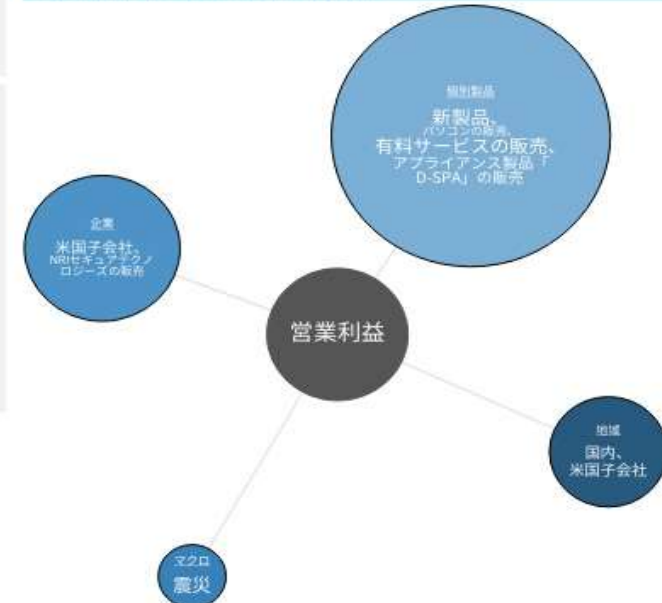 個別製品
新製品、
パソコンの販売、
有料サービスの販売、
アプライアンス製品「
D-SPA」の販売
企業
米国子会社、
NRIセキュアテクノ
ロジーズの販売
営業利益
地域
国内、
米国子会社
マクロ
震災